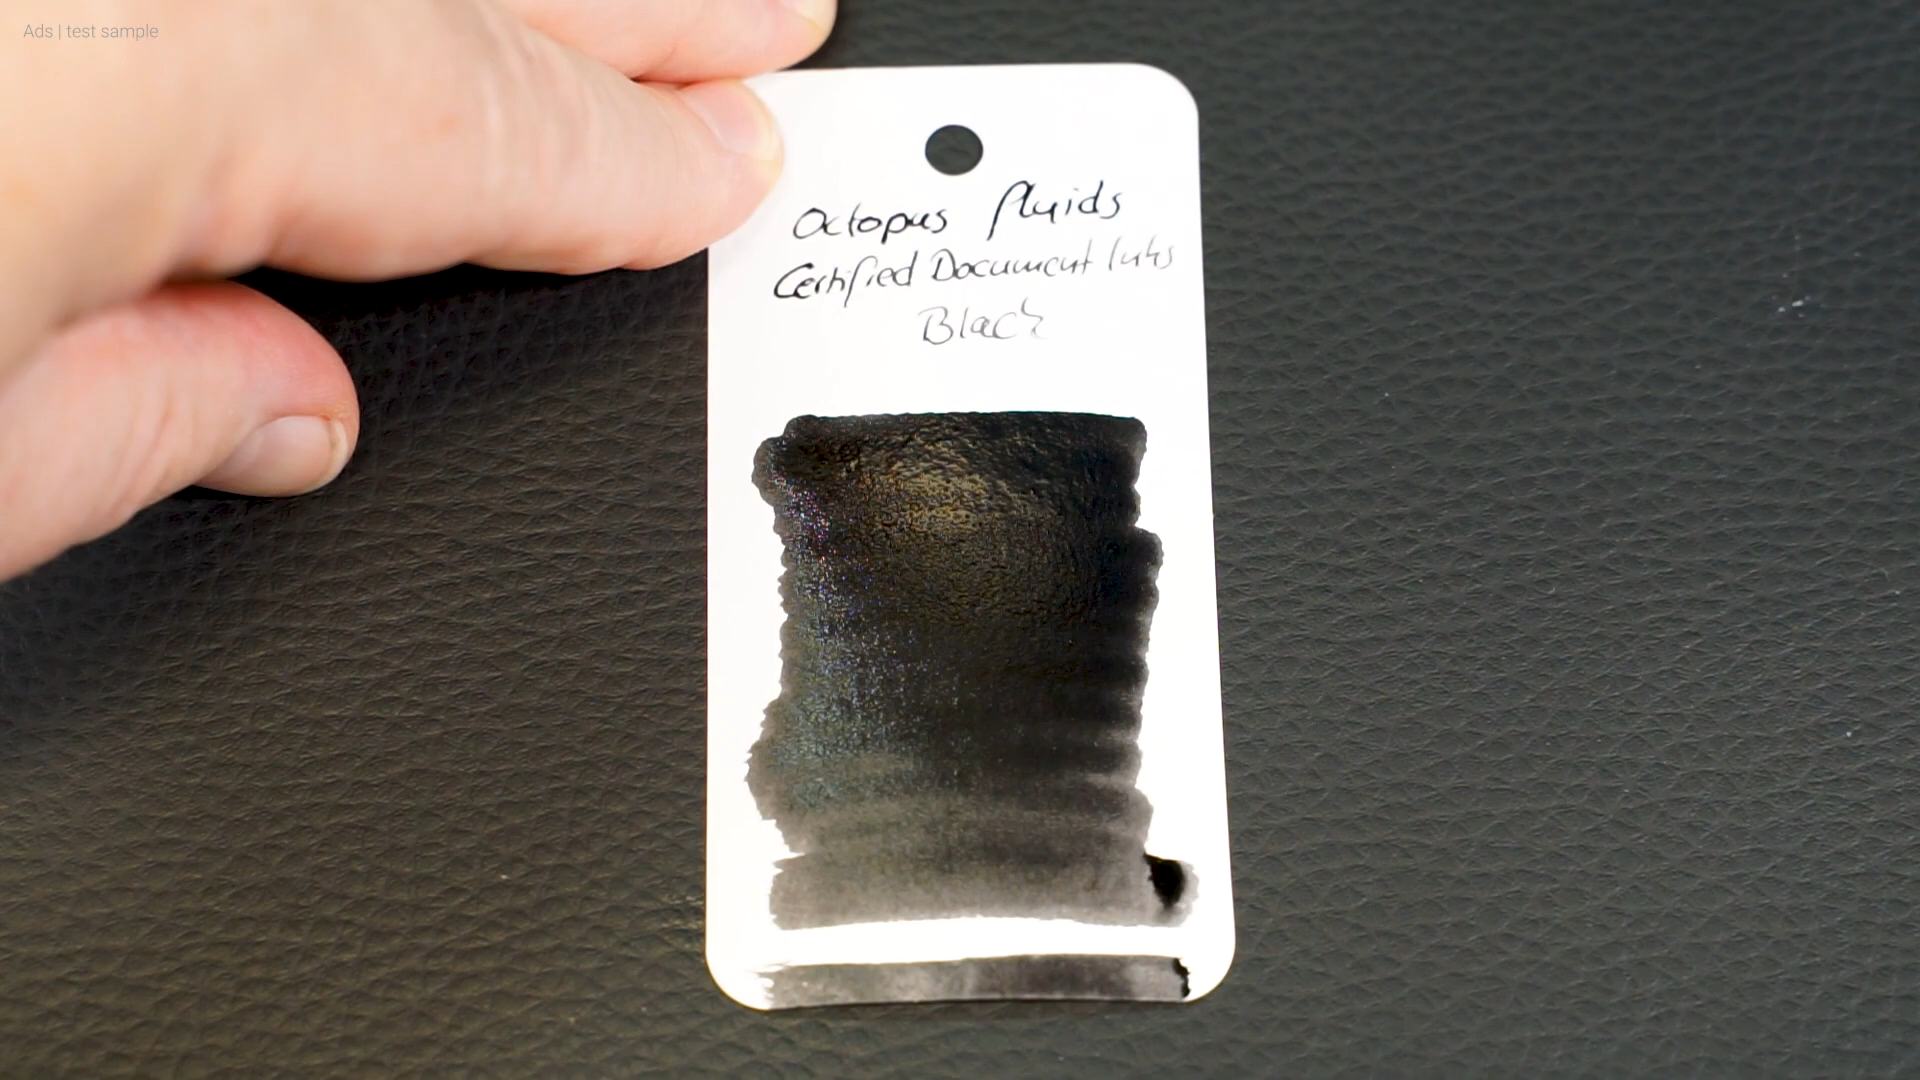 Ads | test sample
Octopus fluids
Certified Document Inks
Black